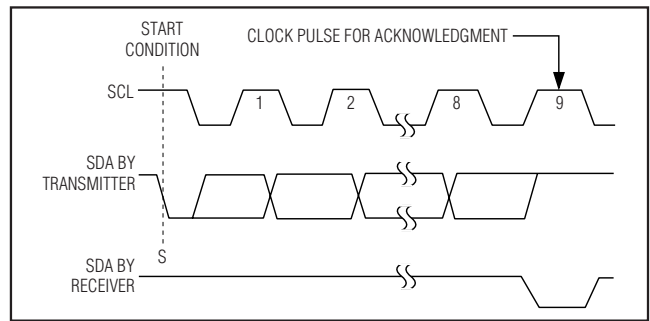 START
CONDITION
CLOCK PULSE FOR ACKNOWLEDGMENT
SCL
1
2
8
9
SDA BY
TRANSMITTER
S
SDA BY
RECEIVER